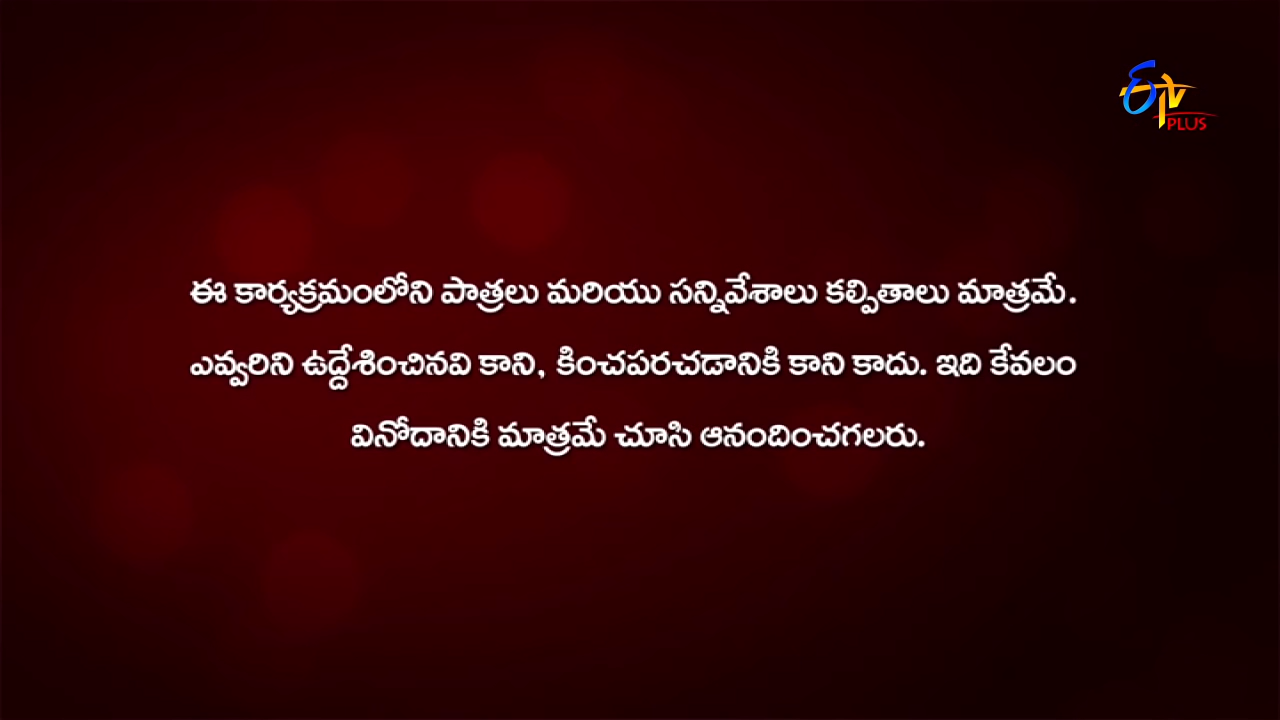 ETV
PLUS
ఈ కార్యక్రమంలోని పాత్రలు మరియు సన్నివేశాలు కల్పితాలు మాత్రమే.
ఎవ్వరిని ఉద్దేశించినవి కాని, కించపరచడానికి కాని కాదు. ఇది కేవలం
వినోదానికి మాత్రమే చూసి ఆనందించగలరు.